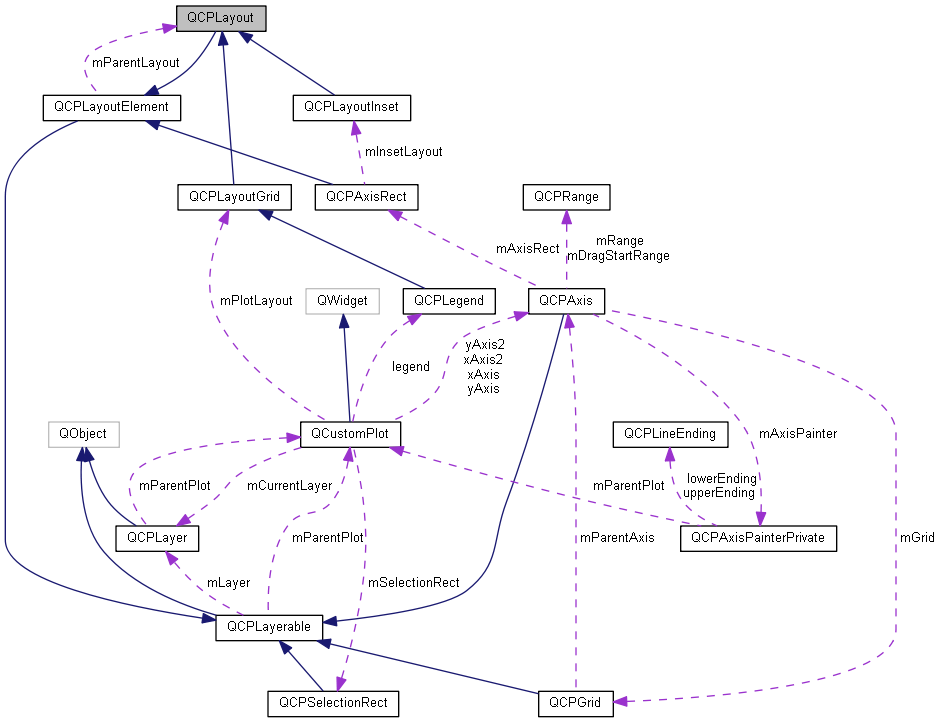 QCPLayout
mParentLayout
QCPLayoutElement
QCPLayoutInset
mInsetLayout
QCPLayoutGrid
QCPAxisRect
QCPRange
mAxisRect
mRange
mDragStartRange
mPlotLayout
QWidget
QCPLegend
QCPAxis
legend
yAxis2
xAxis2
xAxis
yAxis
QObject
QCustomPlot
QCPLineEnding
mAxisPainter
mParentPlot
mCurrentLayer
mParentPlot
lowerEnding
upperEnding
QCPLayer
mParentPlot
mParentAxis
QCPAxisPainterPrivate
mGrid
mLayer
mSelectionRect
QCPLayerable
QCPSelectionRect
QCPGrid